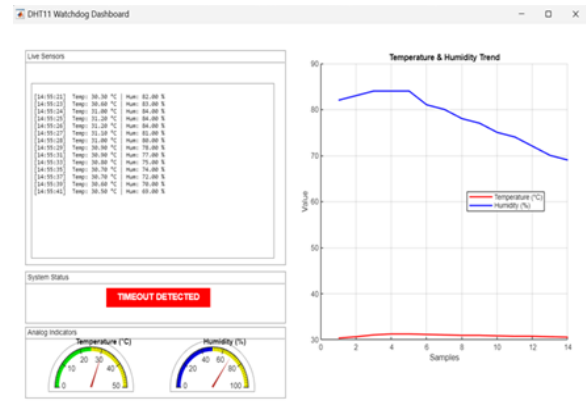 DHT11 Watchdog Dashboard
Live Sensors
[14:55:21] Temp: 30.30 °C | Hum: 82.00 %
[14:55:23] Temp: 30.60 °C | Hum: 83.00 %
[14:55:24] Temp: 31.00 °C | Hum: 84.00 %
[14:55:25] Temp: 31.20 °C | Hum: 84.00 %
[14:55:26] Temp: 31.20 °C | Hum: 84.00 %
[14:55:27] Temp: 31.10 °C | Hum: 81.00 %
[14:55:28] Temp: 31.00 °C | Hum: 80.00 %
[14:55:29] Temp: 30.90 °C | Hum: 78.00 %
[14:55:31] Temp: 30.90 °C | Hum: 77.00 %
[14:55:33] Temp: 30.80 °C | Hum: 75.00 %
[14:55:35] Temp: 30.70 °C | Hum: 74.00 %
[14:55:37] Temp: 30.70 °C | Hum: 72.00 %
[14:55:39] Temp: 30.60 °C | Hum: 70.00 %
[14:55:41] Temp: 30.50 °C | Hum: 69.00 %
System Status
TIMEOUT DETECTED
Analog Indicators
Temperature (°C)
0 10 20 30 40 50
Humidity (%)
0 20 40 60 80 100
Temperature & Humidity Trend
90
80
70
60
50
40
30
Value
Temperature (°C)
Humidity (%)
0 2 4 6 8 10 12 14
Samples